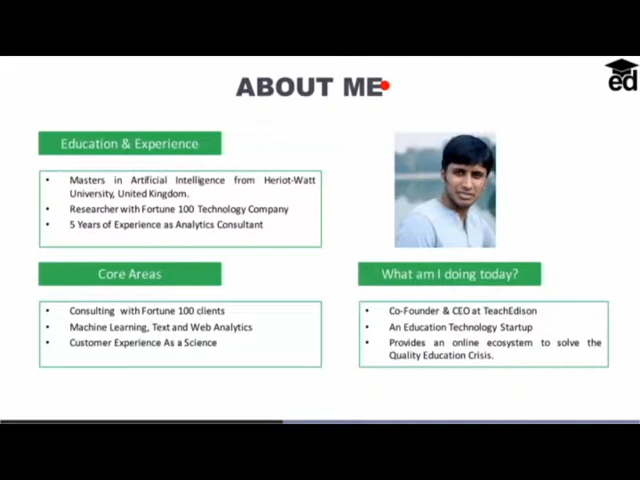 ABOUT ME
ed
Education & Experience
• Masters in Artificial Intelligence from Heriot-Watt
University, United Kingdom.
• Researcher with Fortune 100 Technology Company
• 5 Years of Experience as Analytics Consultant
Core Areas
• Consulting with Fortune 100 clients
• Machine Learning, Text and Web Analytics
• Customer Experience As a Science
What am I doing today?
• Co-Founder & CEO at TeachEdison
• An Education Technology Startup
• Provides an online ecosystem to solve the
Quality Education Crisis.